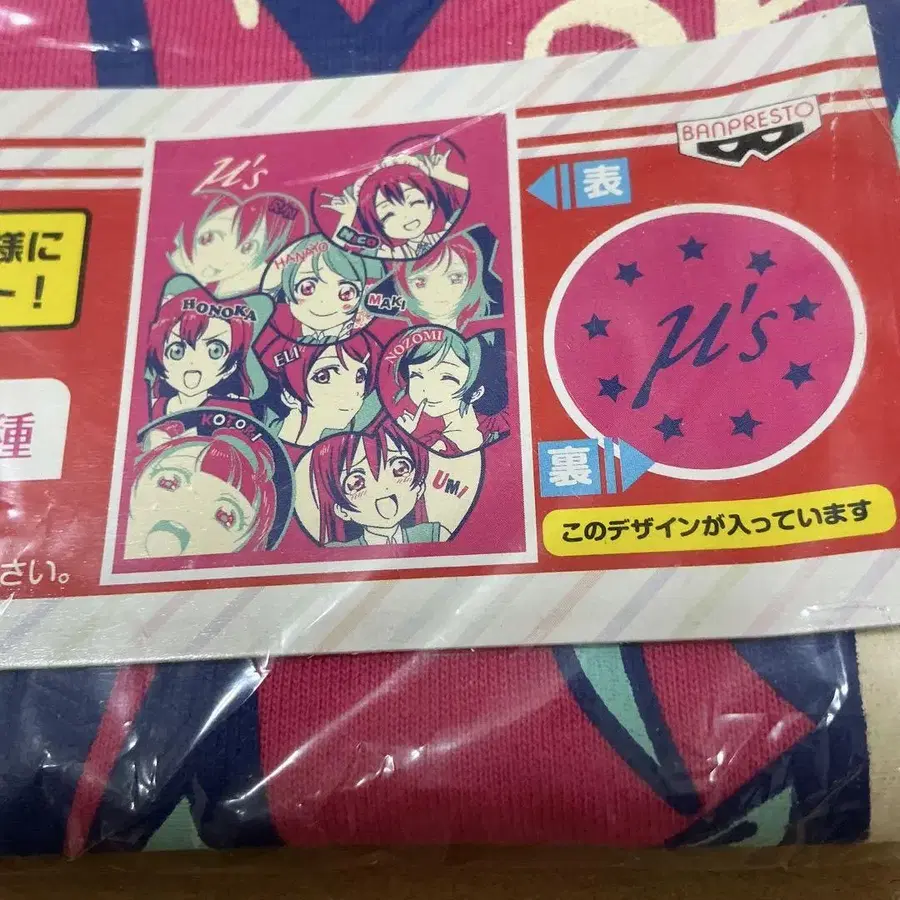 BANPRESTO
表
様に
ト！
μ's
RIN
NICO
HANAYO
MAKI
HONOKA
ELI
NOZOMI
KOTORI
UMI
μ's
種
裏
このデザインが入っています
さい。